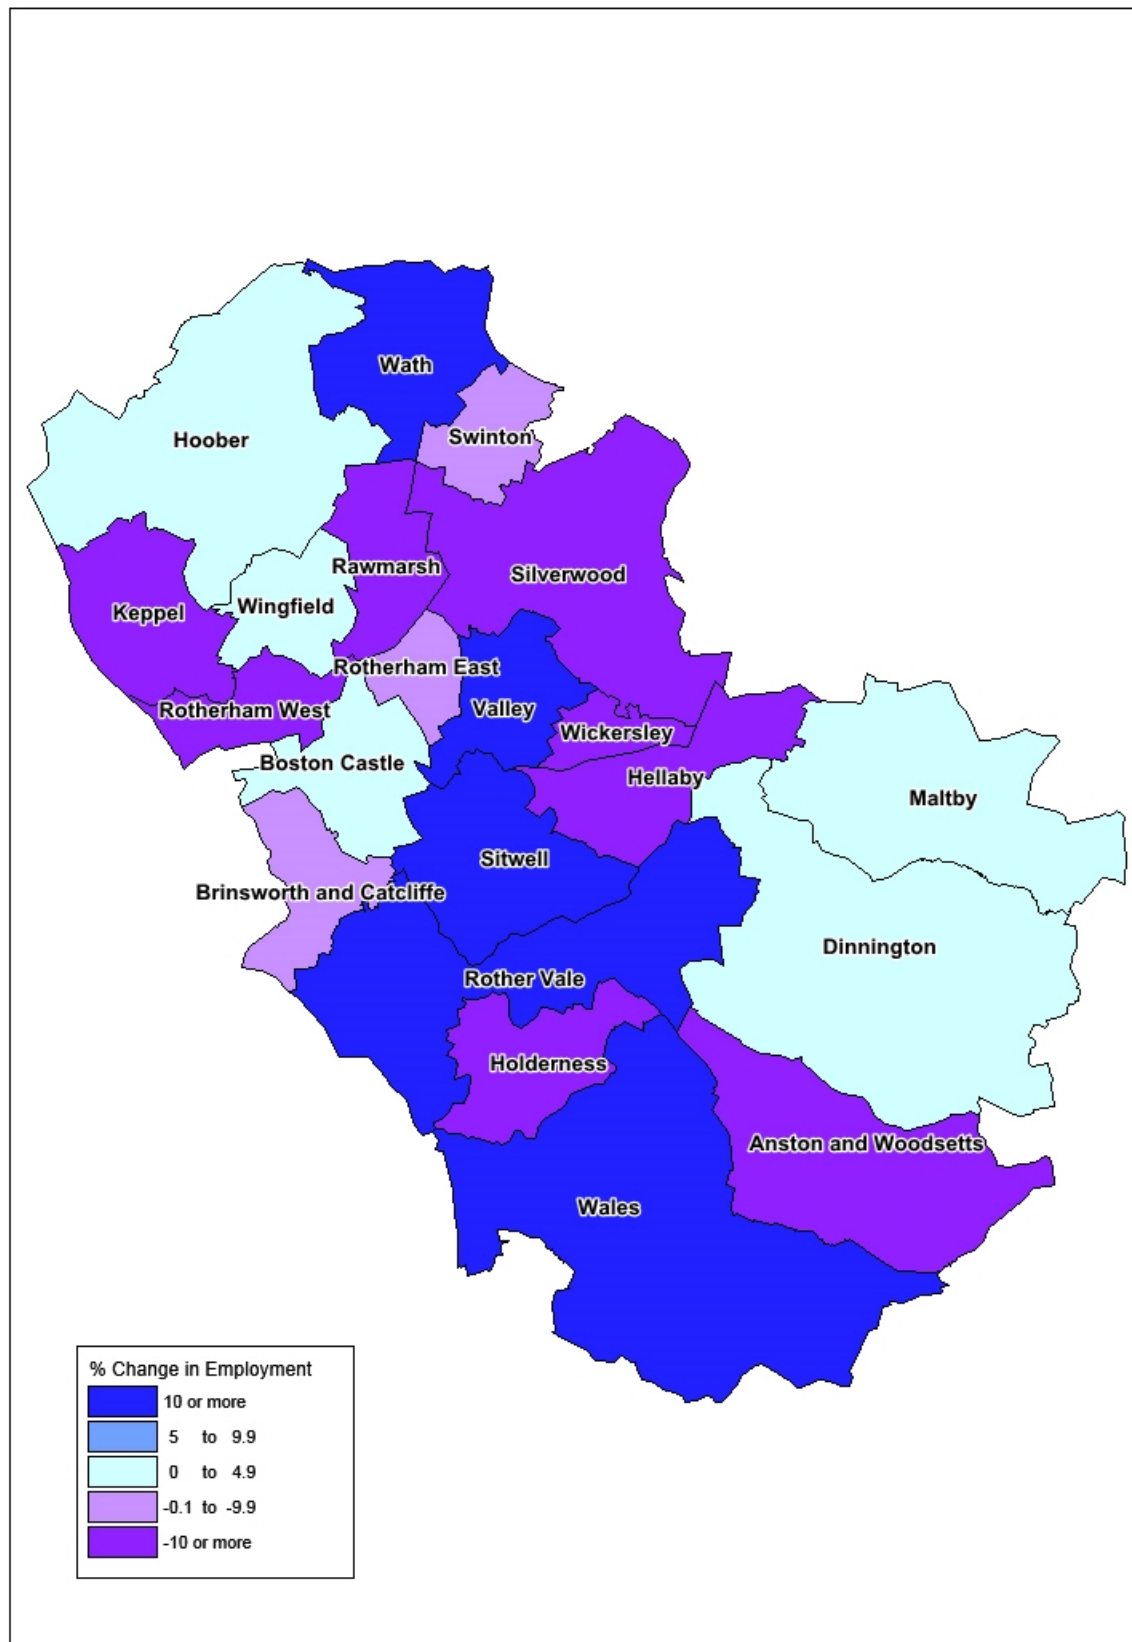 Wath
Hoober
Swinton
Rawmarsh
Silverwood
Keppel
Wingfield
Rotherham East
Rotherham West
Valley
Wickersley
Boston Castle
Hellaby
Maltby
Sitwell
Brinsworth and Catcliffe
Dinnington
Rother Vale
Holderness
Anston and Woodsetts
Wales
% Change in Employment
10 or more
5 to 9.9
0 to 4.9
-0.1 to -9.9
-10 or more